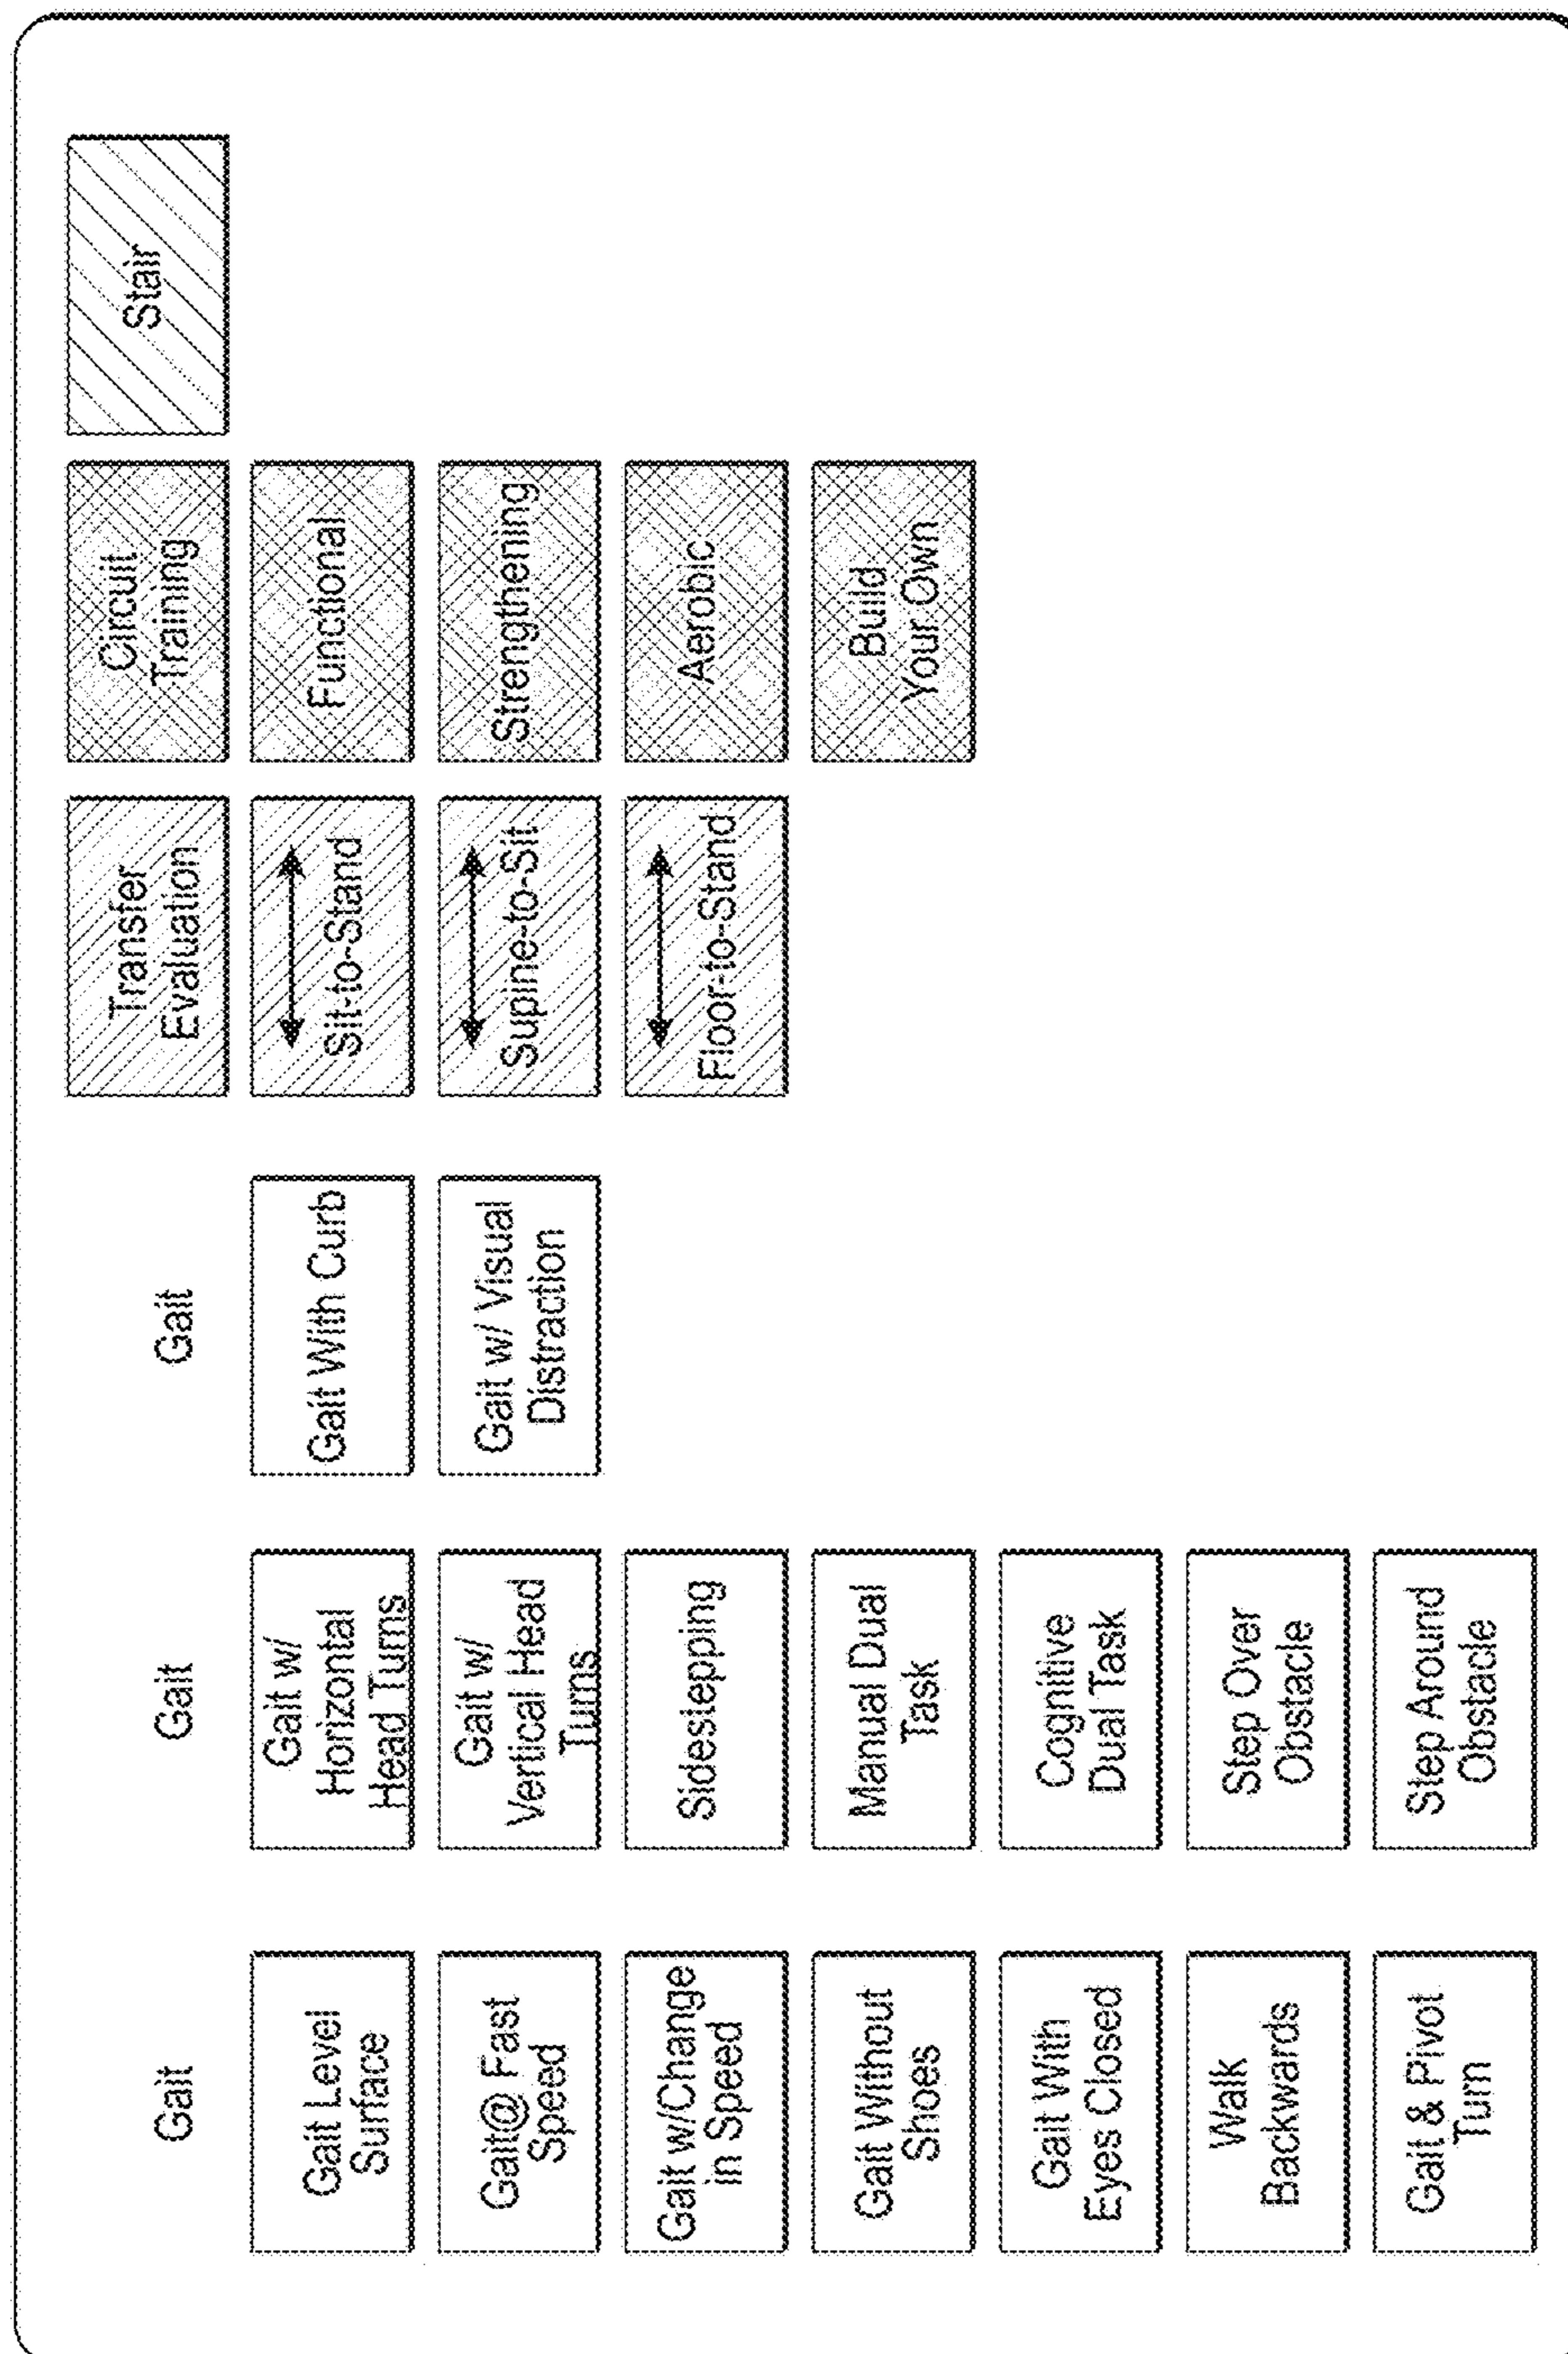 Gait
Gait Level
Surface
Gait@ Fast
Speed
Gait w/Change
in Speed
Gait Without
Shoes
Gait With
Eyes Closed
Walk
Backwards
Gait & Pivot
Turn
Gait
Gait w/
Horizontal
Head Turns
Gait w/
Vertical Head
Turns
Sidestepping
Manual Dual
Task
Cognitive
Dual Task
Step Over
Obstacle
Step Around
Obstacle
Gait
Gait With Curb
Gait w/ Visual
Distraction
Transfer
Evaluation
Sit-to-Stand
Supine-to-Sit
Floor-to-Stand
Circuit
Training
Functional
Strengthening
Aerobic
Build
Your Own
Stair